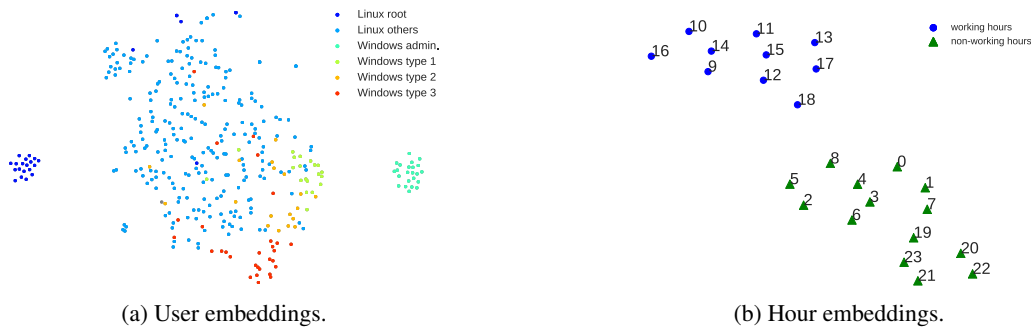 Linux root
Linux others
Windows admin.
Windows type 1
Windows type 2
Windows type 3
(a) User embeddings.
working hours
non-working hours
10
11
13
16
14
15
17
9
12
18
8
0
5
4
1
2
3
7
6
19
20
23
22
21
(b) Hour embeddings.